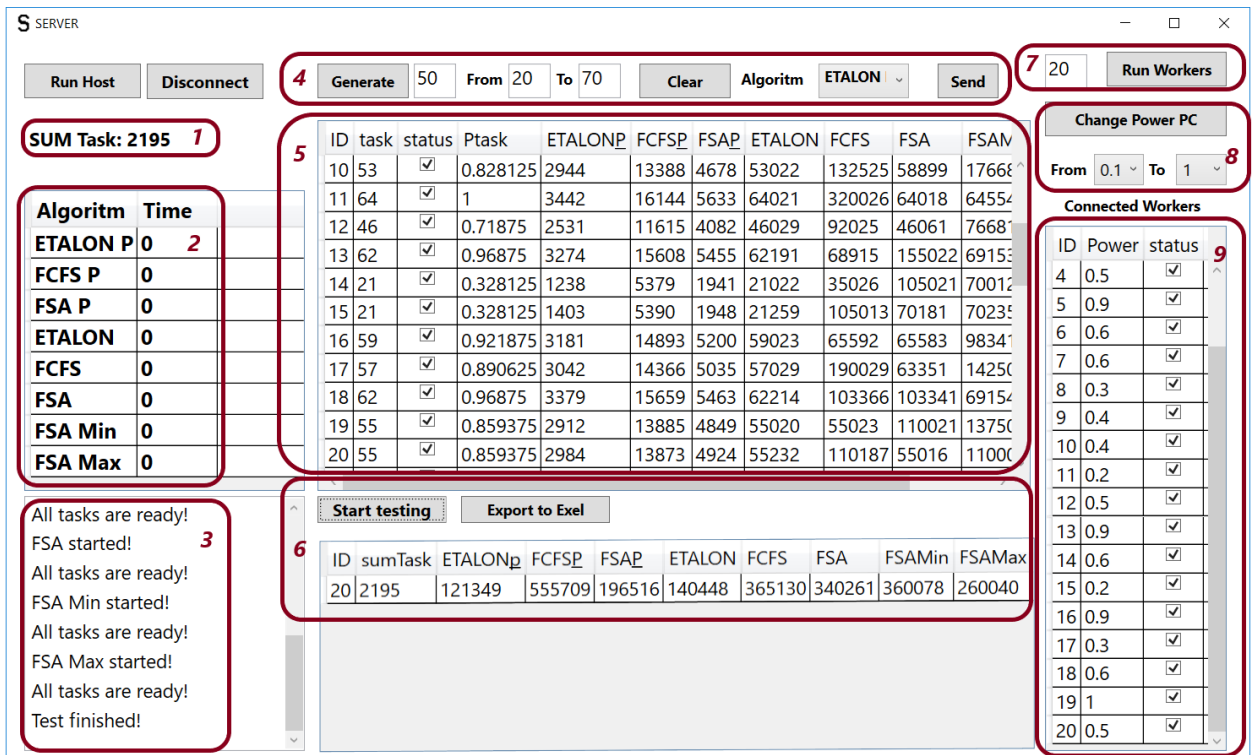 S SERVER
Run Host Disconnect
4 Generate 50 From 20 To 70 Clear Algoritm ETALON Send
7 20 Run Workers
SUM Task: 2195 1
Algoritm Time
ETALON P 0 2
FCFS P 0
FSA P 0
ETALON 0
FCFS 0
FSA 0
FSA Min 0
FSA Max 0
All tasks are ready!
FSA started! 3
All tasks are ready!
FSA Min started!
All tasks are ready!
FSA Max started!
All tasks are ready!
Test finished!
5
ID task status Ptask ETALONP FCFSP FSAP ETALON FCFS FSA FSAM
10 53 0.828125 2944 13388 4678 53022 132525 58899 17668
11 64 1 3442 16144 5633 64021 320026 64018 64554
12 46 0.71875 2531 11615 4082 46029 92025 46061 76681
13 62 0.96875 3274 15608 5455 62191 68915 155022 69153
14 21 0.328125 1238 5379 1941 21022 35026 105021 70012
15 21 0.328125 1403 5390 1948 21259 105013 70181 70235
16 59 0.921875 3181 14893 5200 59023 65592 65583 98341
17 57 0.890625 3042 14366 5035 57029 190029 63351 14250
18 62 0.96875 3379 15659 5463 62214 103366 103341 69154
19 55 0.859375 2912 13885 4849 55020 55023 110021 13750
20 55 0.859375 2984 13873 4924 55232 110187 55016 11000
Start testing Export to Exel
6
ID sumTask ETALONp FCFSP FSAP ETALON FCFS FSA FSAMin FSAMax
20 2195 121349 555709 196516 140448 365130 340261 360078 260040
Change Power PC
8
From 0.1 To 1
Connected Workers
ID Power status 9
4 0.5
5 0.9
6 0.6
7 0.6
8 0.3
9 0.4
10 0.4
11 0.2
12 0.5
13 0.9
14 0.6
15 0.2
16 0.9
17 0.3
18 0.6
19 1
20 0.5